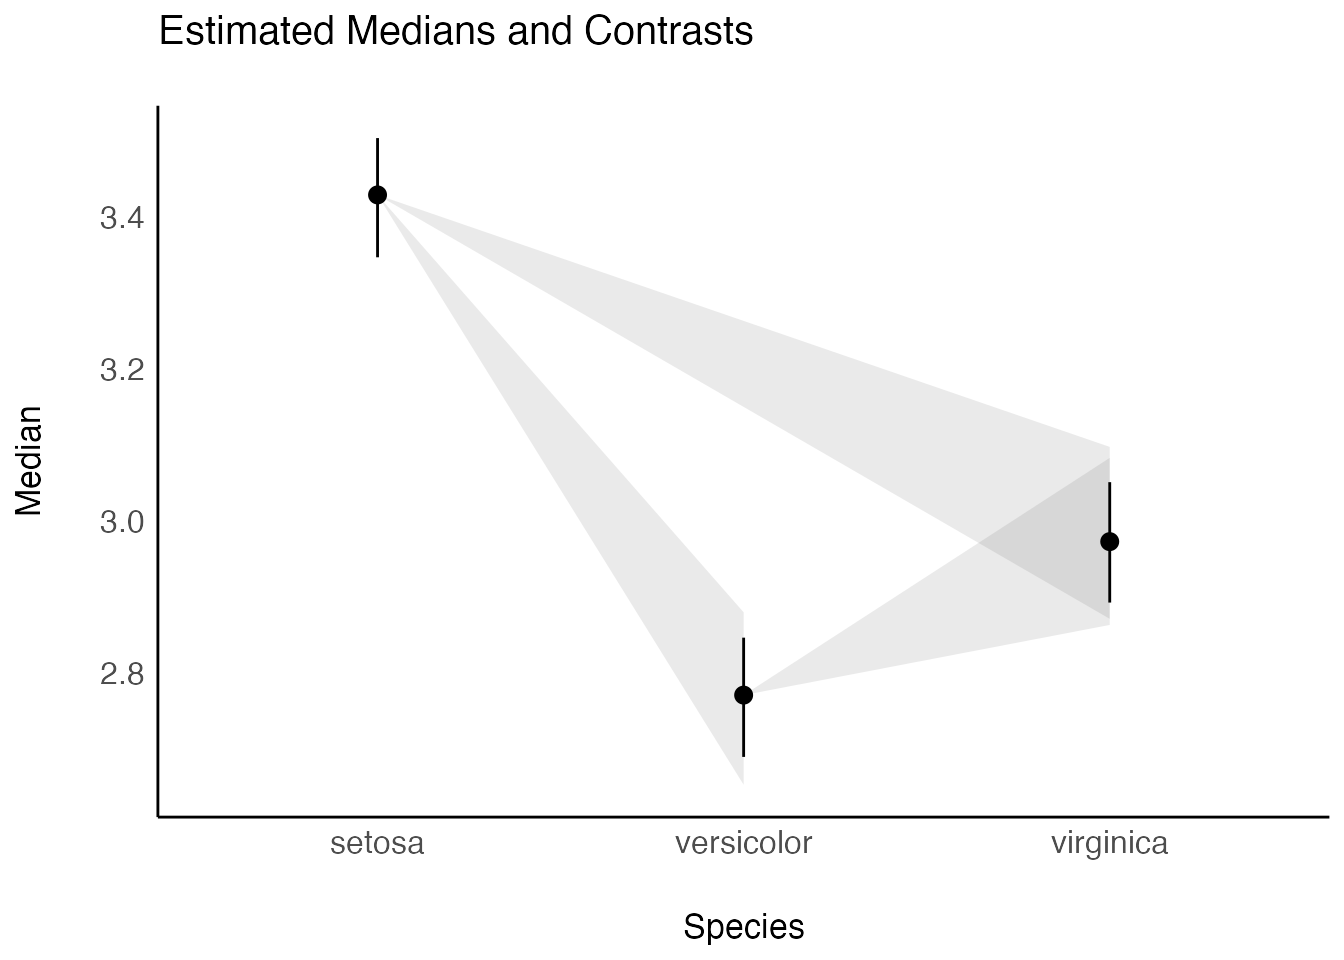 Estimated Medians and Contrasts
Median
3.4
3.2
3.0
2.8
setosa versicolor virginica
Species